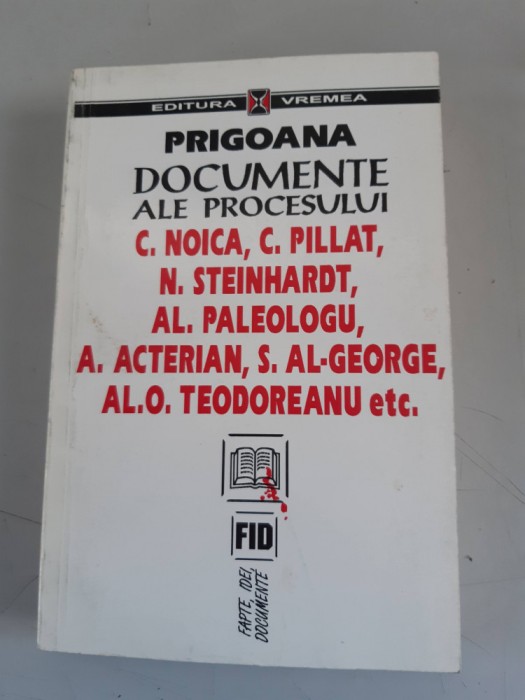 EDITURA VREMEA
PRIGOANA
DOCUMENTE
ALE PROCESULUI
C. NOICA, C. PILLAT,
N. STEINHARDT,
AL. PALEOLOGU,
A. ACTERIAN, S. AL-GEORGE,
AL.O. TEODOREANU etc.
FID
FAPTE, IDEI,
DOCUMENTE